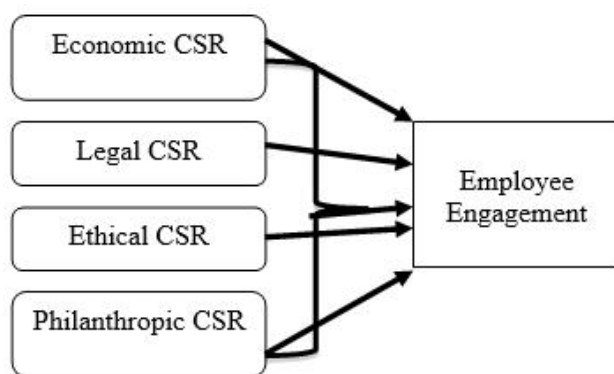 Economic CSR
Legal CSR
Ethical CSR
Philanthropic CSR
Employee
Engagement